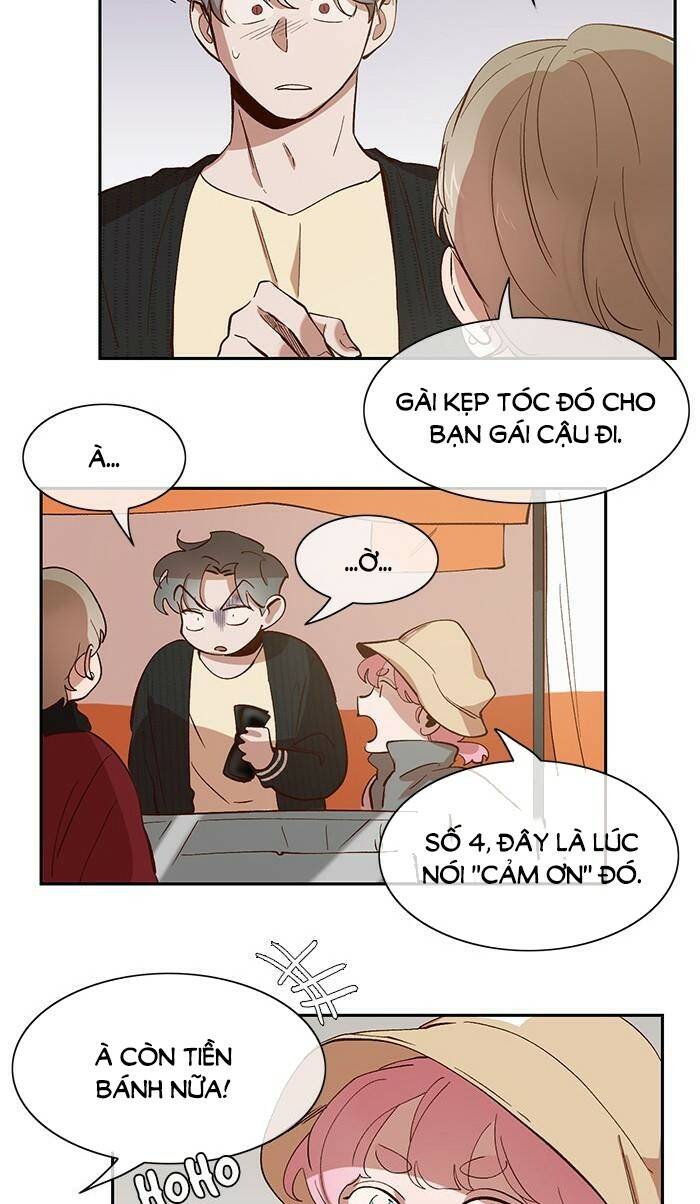 GÀI KẸP TÓC ĐÓ CHO
BẠN GÁI CẬU ĐI.
À...
...Ờ...
SỐ 4, ĐÂY LÀ LÚC
NÓI "CẢM ƠN" ĐÓ.
À CÒN TIỀN
BÁNH NỮA!
HOHO